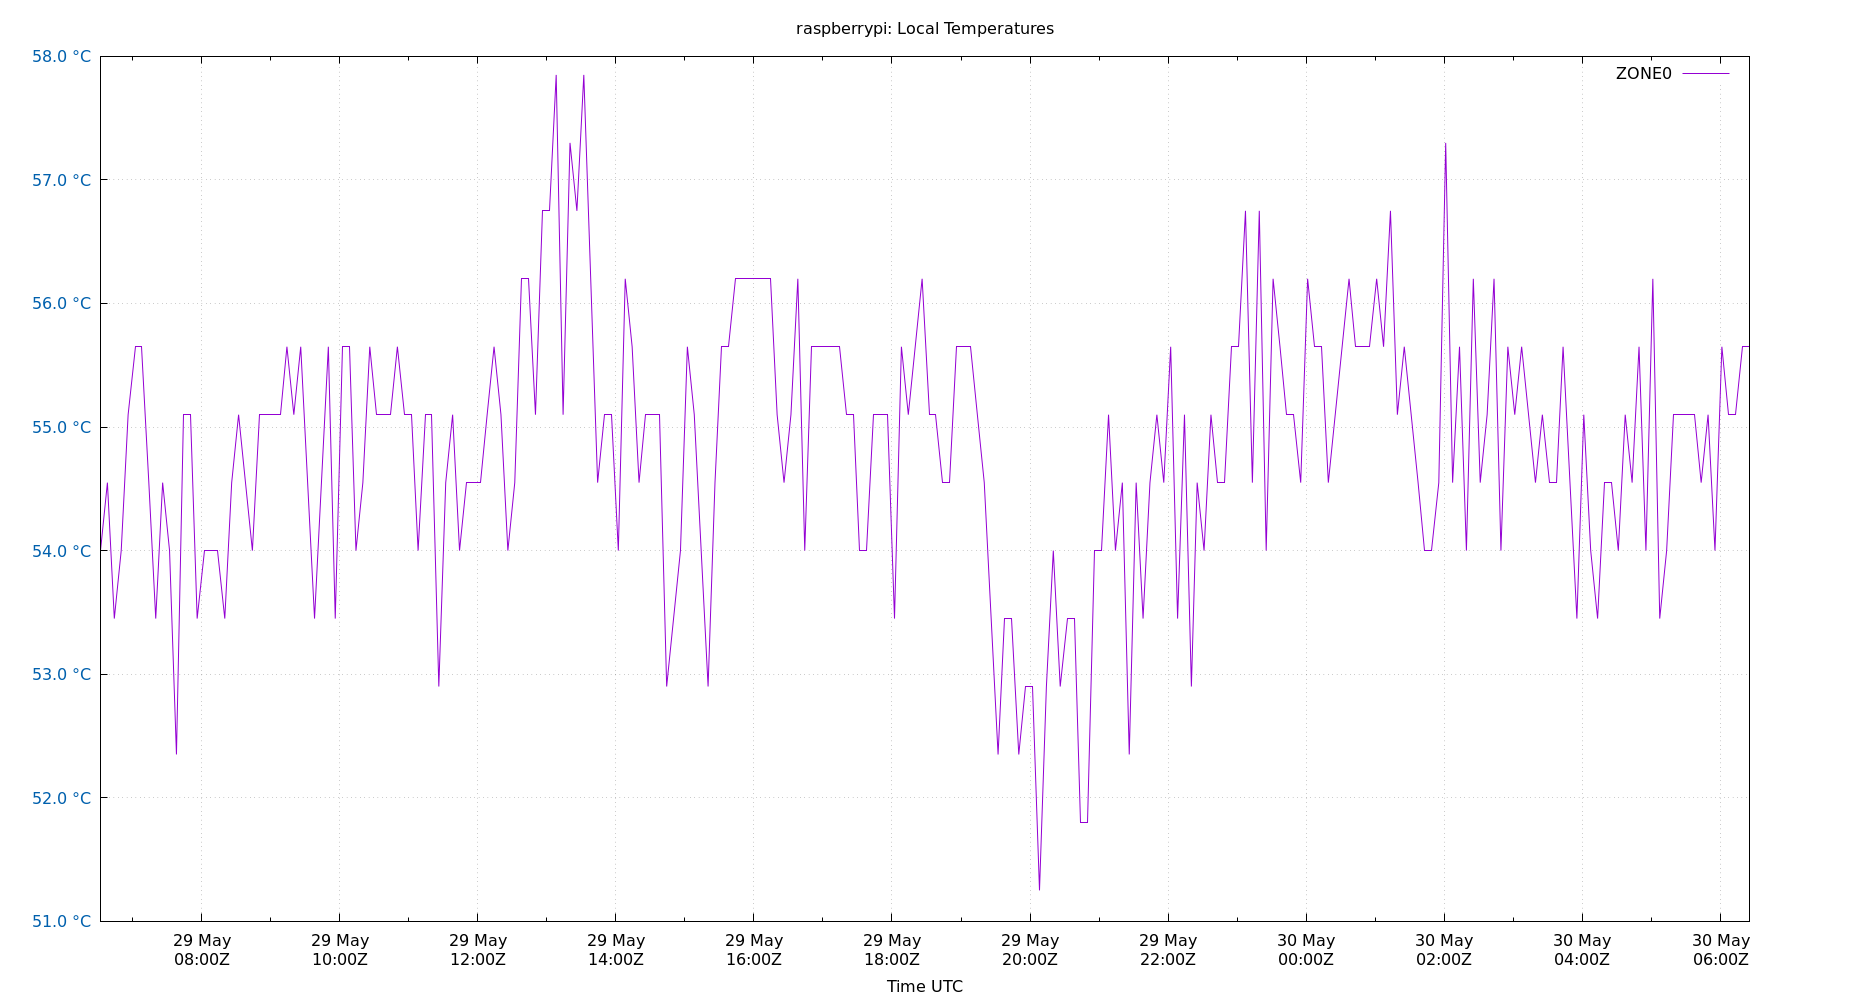 raspberrypi: Local Temperatures
58.0 °C
57.0 °C
56.0 °C
55.0 °C
54.0 °C
53.0 °C
52.0 °C
51.0 °C
ZONE0
29 May 29 May 29 May 29 May 29 May 29 May 29 May 29 May 30 May 30 May 30 May 30 May
08:00Z 10:00Z 12:00Z 14:00Z 16:00Z 18:00Z 20:00Z 22:00Z 00:00Z 02:00Z 04:00Z 06:00Z
Time UTC